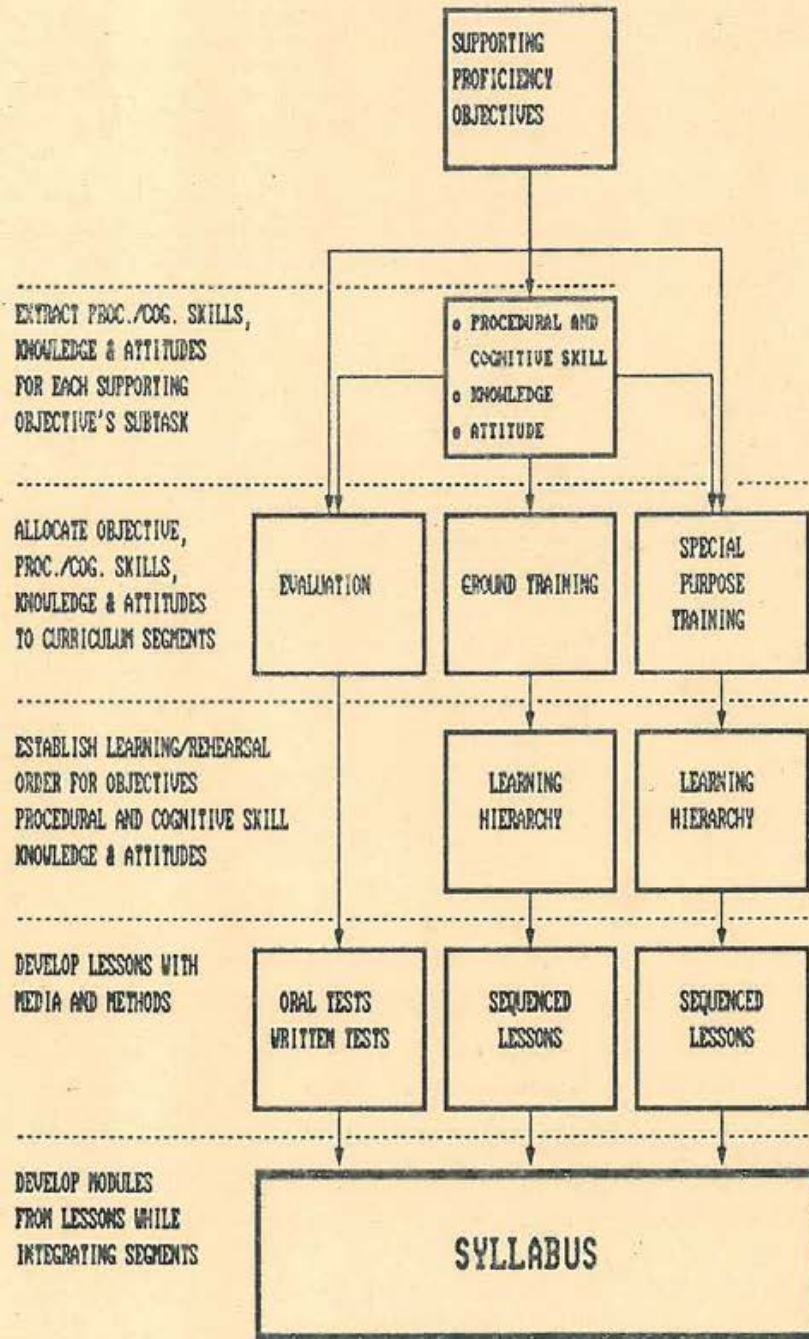 SUPPORTING
PROFICIENCY
OBJECTIVES
EXTRACT PROC./COG. SKILLS,
KNOWLEDGE & ATTITUDES
FOR EACH SUPPORTING
OBJECTIVE'S SUBTASK
• PROCEDURAL AND
COGNITIVE SKILL
• KNOWLEDGE
• ATTITUDE
ALLOCATE OBJECTIVE,
PROC./COG. SKILLS,
KNOWLEDGE & ATTITUDES
TO CURRICULUM SEGMENTS
EVALUATION
GROUND TRAINING
SPECIAL
PURPOSE
TRAINING
ESTABLISH LEARNING/REHEARSAL
ORDER FOR OBJECTIVES
PROCEDURAL AND COGNITIVE SKILL
KNOWLEDGE & ATTITUDES
LEARNING
HIERARCHY
LEARNING
HIERARCHY
DEVELOP LESSONS WITH
MEDIA AND METHODS
ORAL TESTS
WRITTEN TESTS
SEQUENCED
LESSONS
SEQUENCED
LESSONS
DEVELOP MODULES
FROM LESSONS WHILE
INTEGRATING SEGMENTS
SYLLABUS